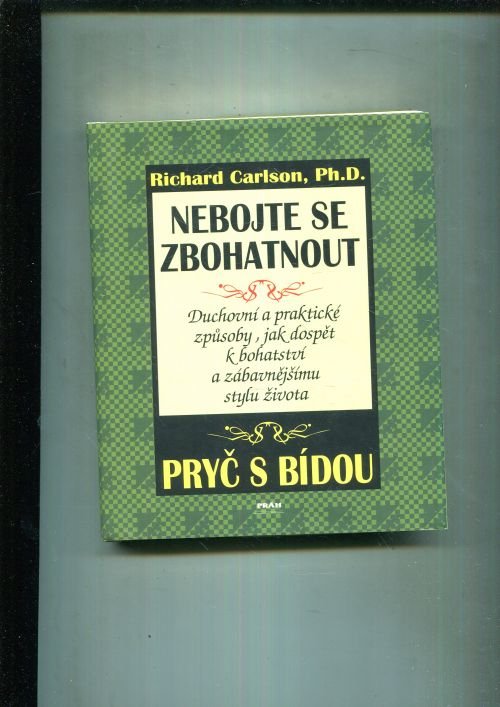 Richard Carlson, Ph.D.
NEBOJTE SE
ZBOHATNOUT
Duchovní a praktické
způsoby, jak dospět
k bohatství
a zábavnějšímu
stylu života
PRYČ S BÍDOU
PRÁH